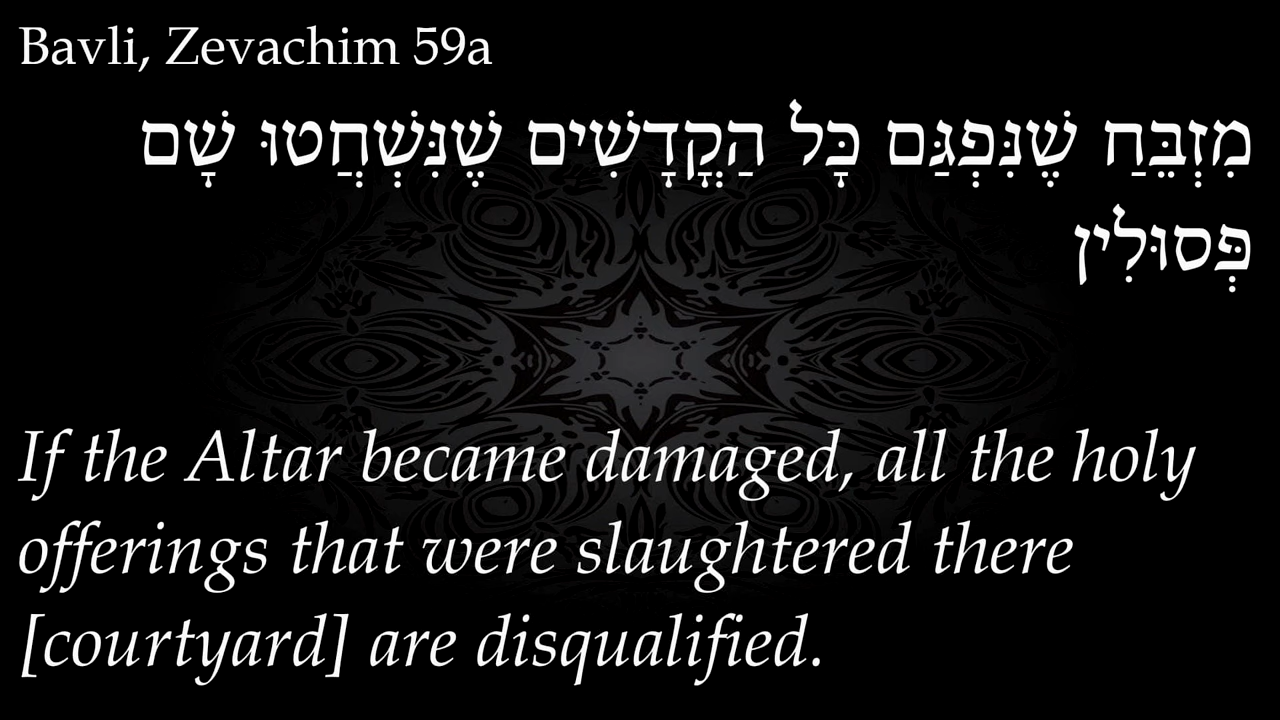 Bavli, Zevachim 59a
מִזְבֵּחַ שֶׁנִּפְגַּם כָּל הַקֳּדָשִׁים שֶׁנִּשְׁחֲטוּ שָׁם
פְּסוּלִין
If the Altar became damaged, all the holy
offerings that were slaughtered there
[courtyard] are disqualified.